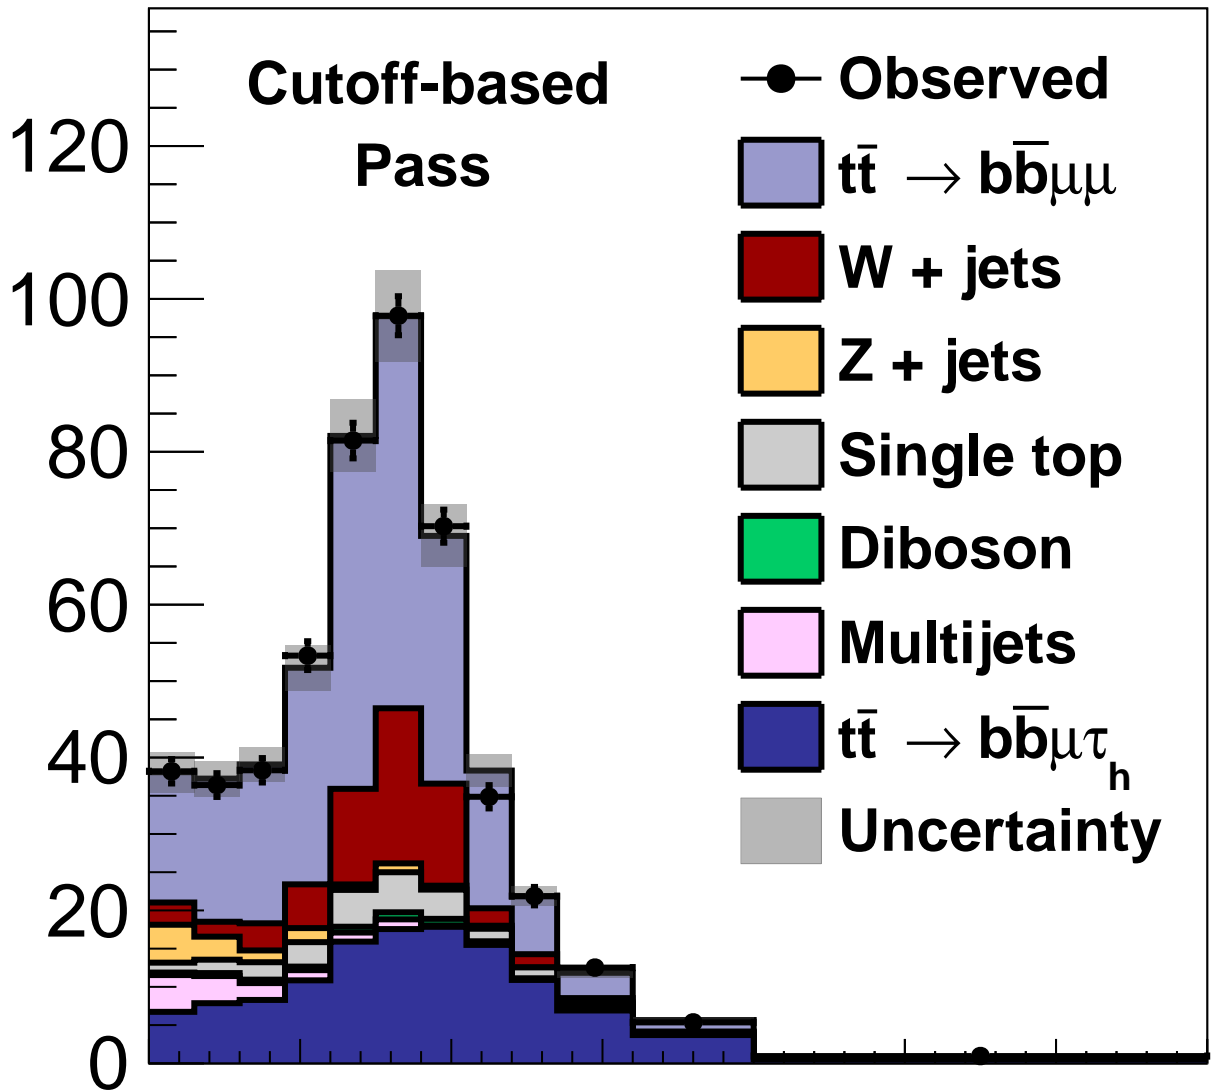 Cutoff-based
Pass
Observed
tt̄ → bb̄μμ
W + jets
Z + jets
Single top
Diboson
Multijets
tt̄ → bb̄μτh
Uncertainty
120
100
80
60
40
20
0